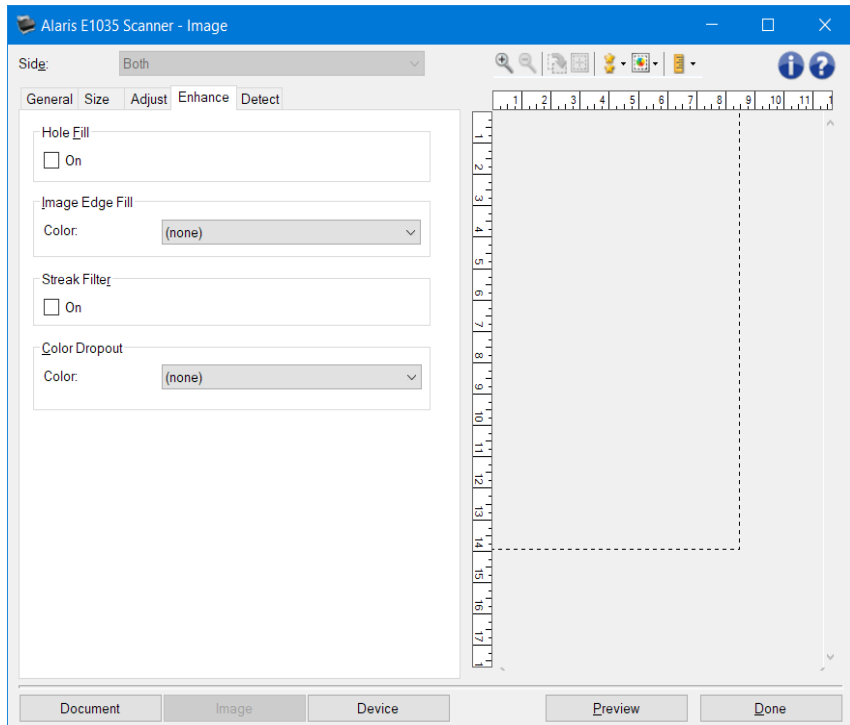 Alaris E1035 Scanner - Image
Side: Both
General Size Adjust Enhance Detect
Hole Fill
On
Image Edge Fill
Color: (none)
Streak Filter
On
Color Dropout
Color: (none)
1 2 3 4 5 6 7 8 9 10 11 1
1
2
3
4
5
6
7
8
9
10
11
12
13
14
15
16
17
1
Document Image Device Preview Done